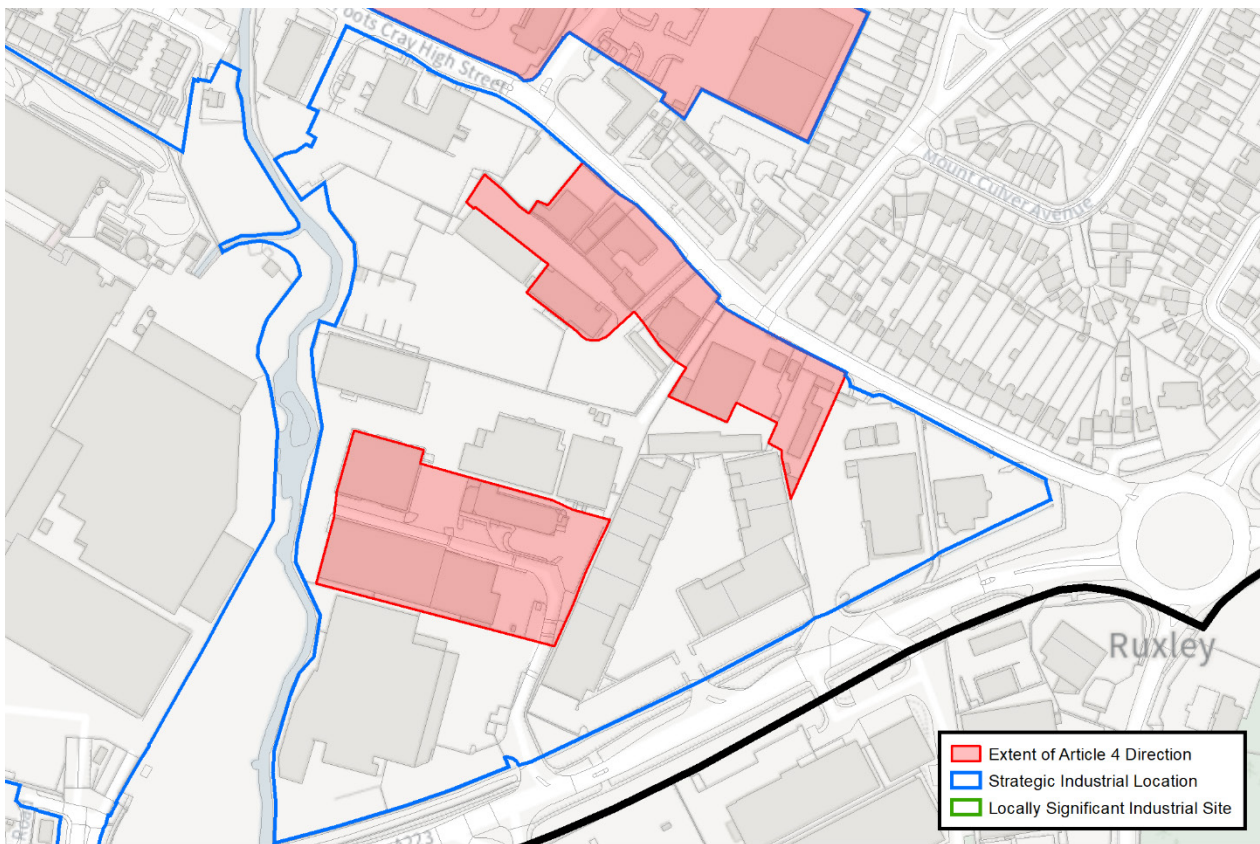 oots Cray High Street
Mount Culver Avenue
Ruxley
Extent of Article 4 Direction
Strategic Industrial Location
Locally Significant Industrial Site
Road